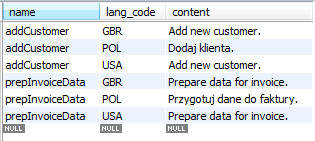 name lang_code content
addCustomer GBR Add new customer.
addCustomer POL Dodaj klienta.
addCustomer USA Add new customer.
prepInvoiceData GBR Prepare data for invoice.
prepInvoiceData POL Przygotuj dane do faktury.
prepInvoiceData USA Prepare data for invoice.
NULL NULL NULL